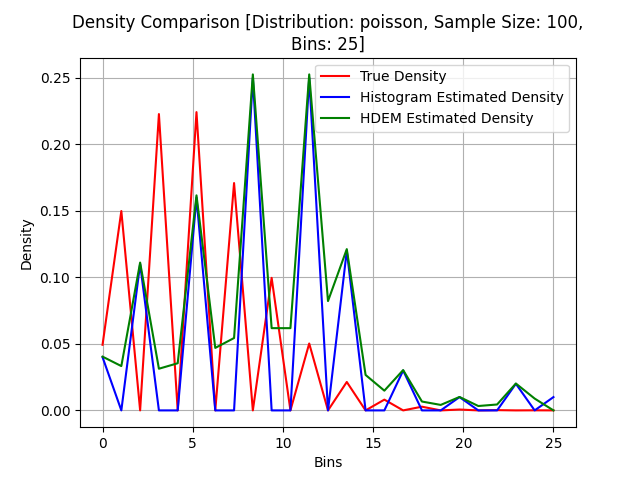 Density Comparison [Distribution: poisson, Sample Size: 100,
Bins: 25]
True Density
Histogram Estimated Density
HDEM Estimated Density
Density
0.25
0.20
0.15
0.10
0.05
0.00
0 5 10 15 20 25
Bins